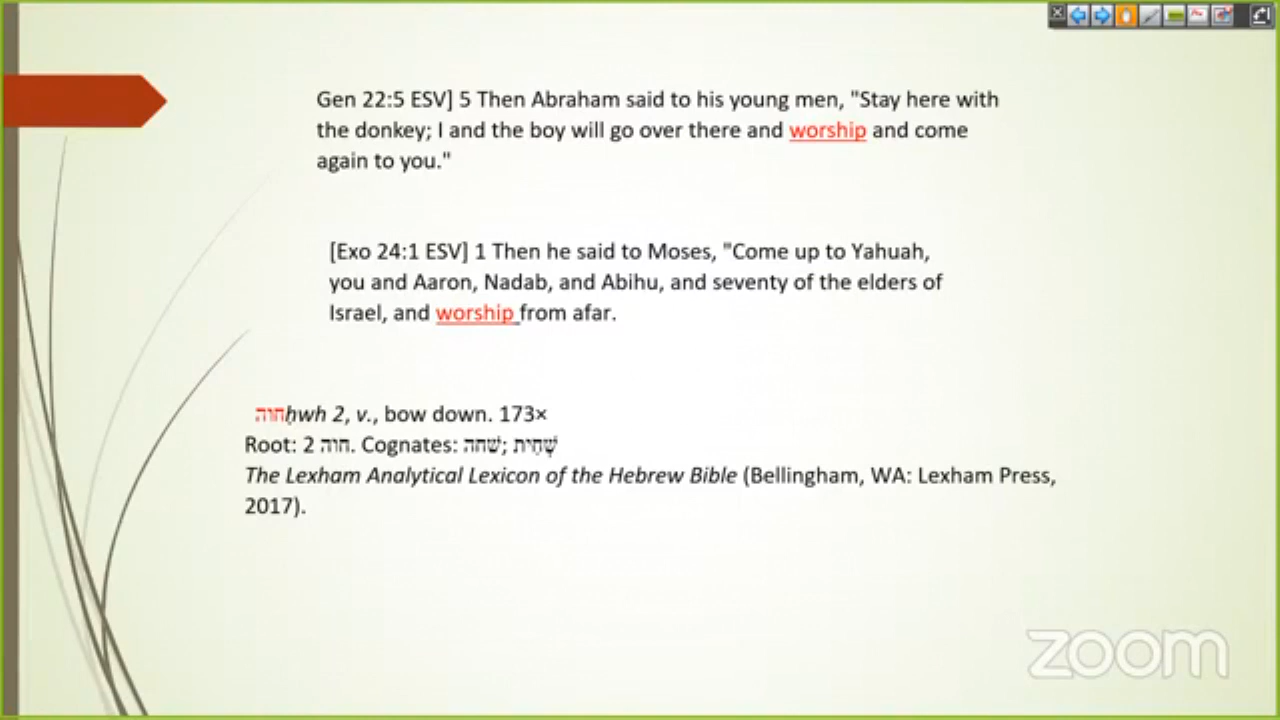 Gen 22:5 ESV] 5 Then Abraham said to his young men, "Stay here with
the donkey; I and the boy will go over there and worship and come
again to you."
[Exo 24:1 ESV] 1 Then he said to Moses, "Come up to Yahuah,
you and Aaron, Nadab, and Abihu, and seventy of the elders of
Israel, and worship from afar.
חוה ḥwh 2, v., bow down. 173×
Root: 2 חוה. Cognates: שׁחה; שְׁחִית
The Lexham Analytical Lexicon of the Hebrew Bible (Bellingham, WA: Lexham Press,
2017).
zoom